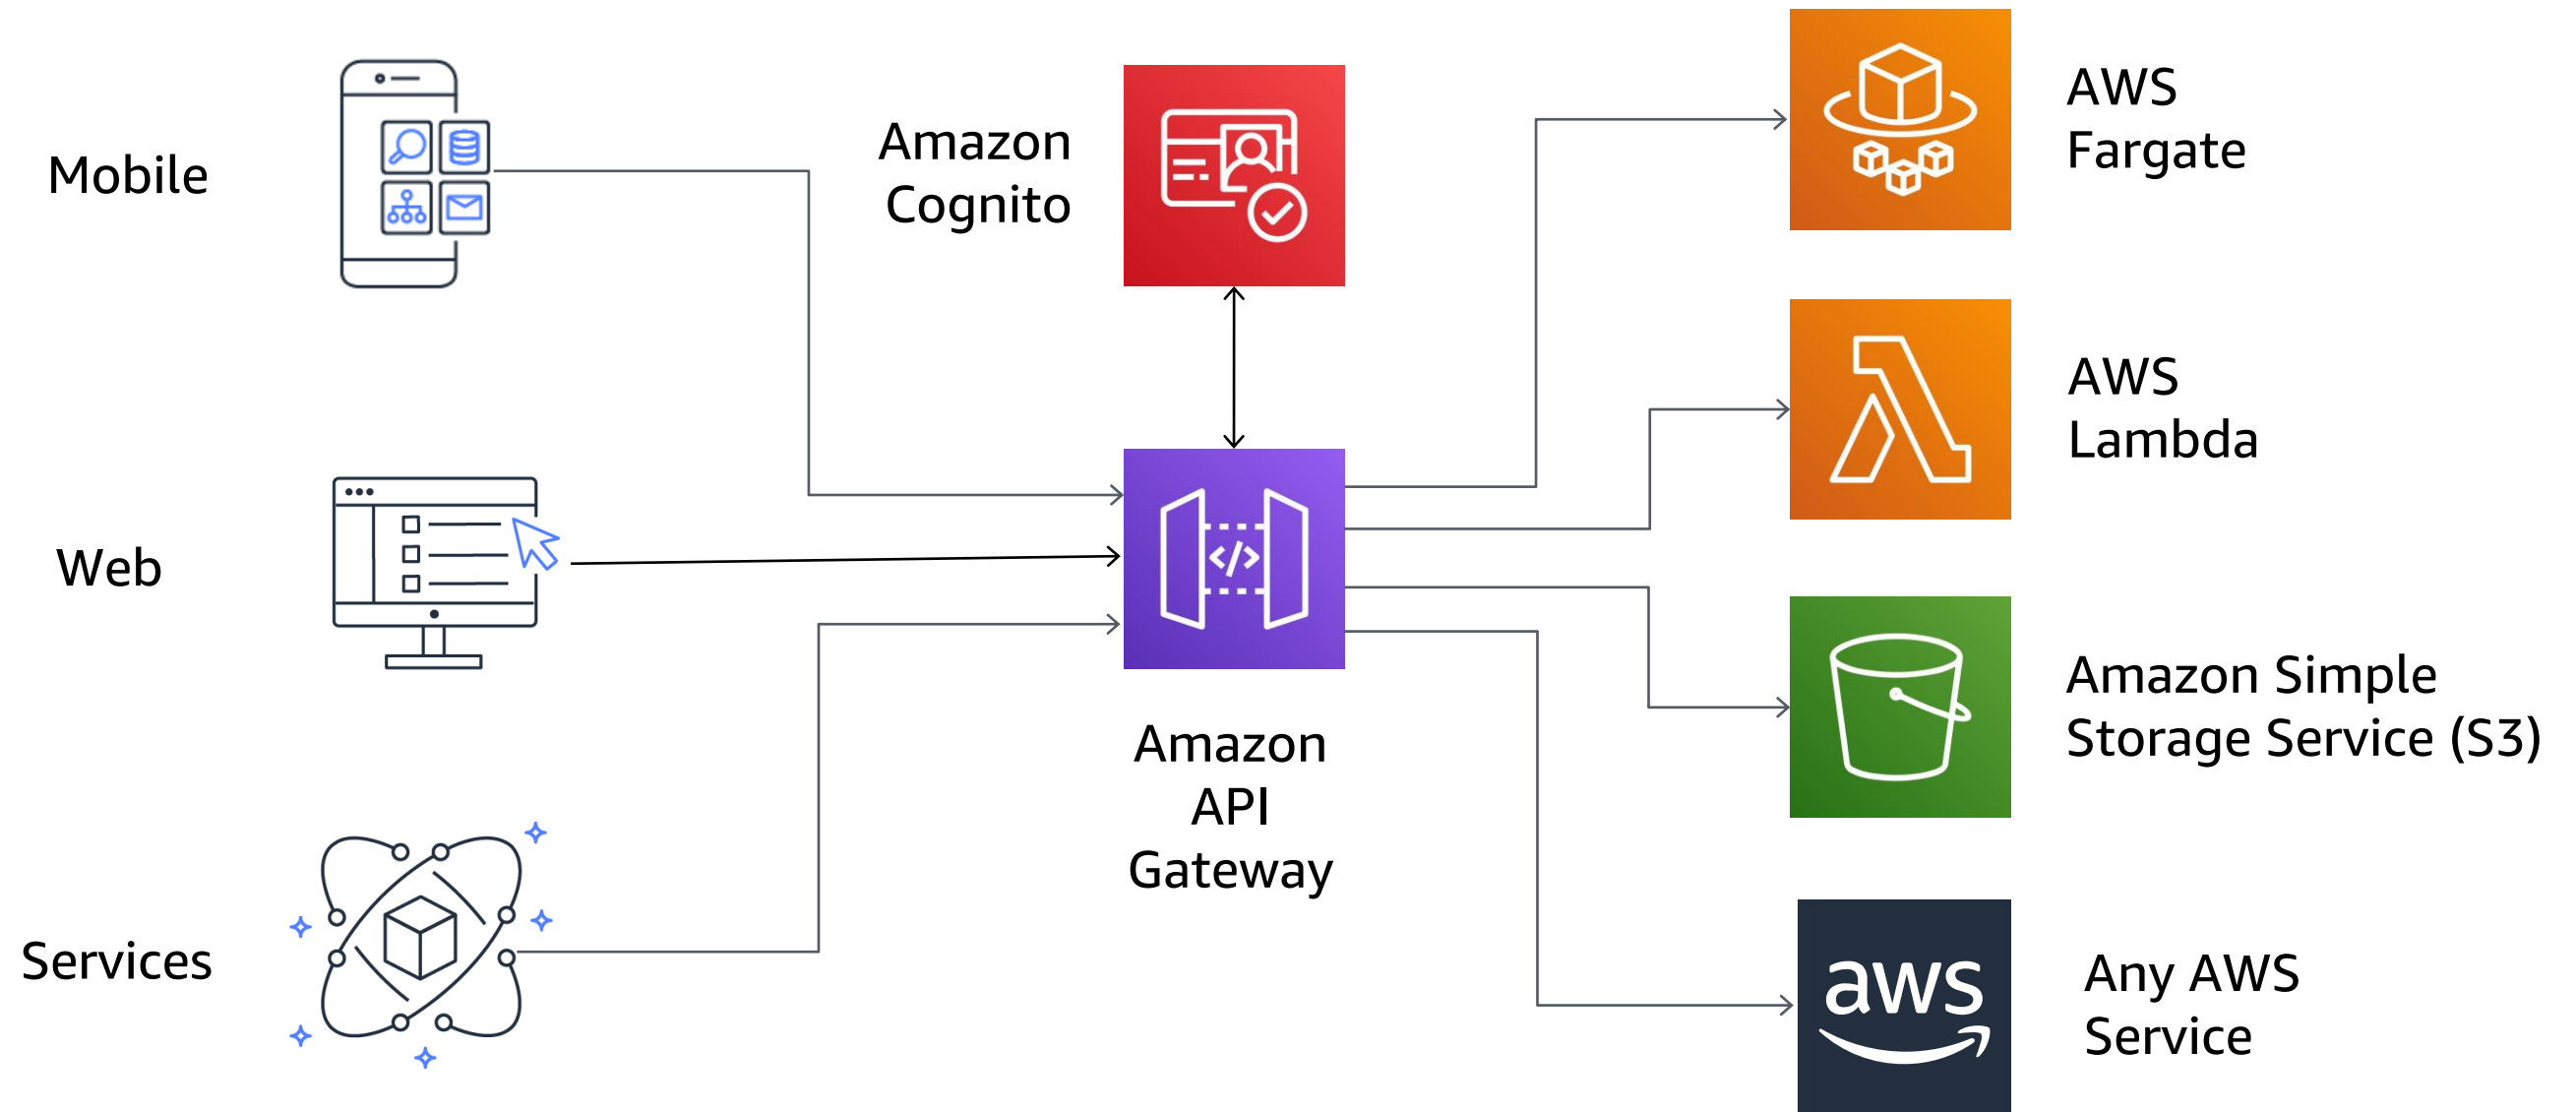 Mobile
Amazon
Cognito
AWS
Fargate
AWS
Lambda
Web
</>
Amazon
API
Gateway
Amazon Simple
Storage Service (S3)
Services
aws
Any AWS
Service